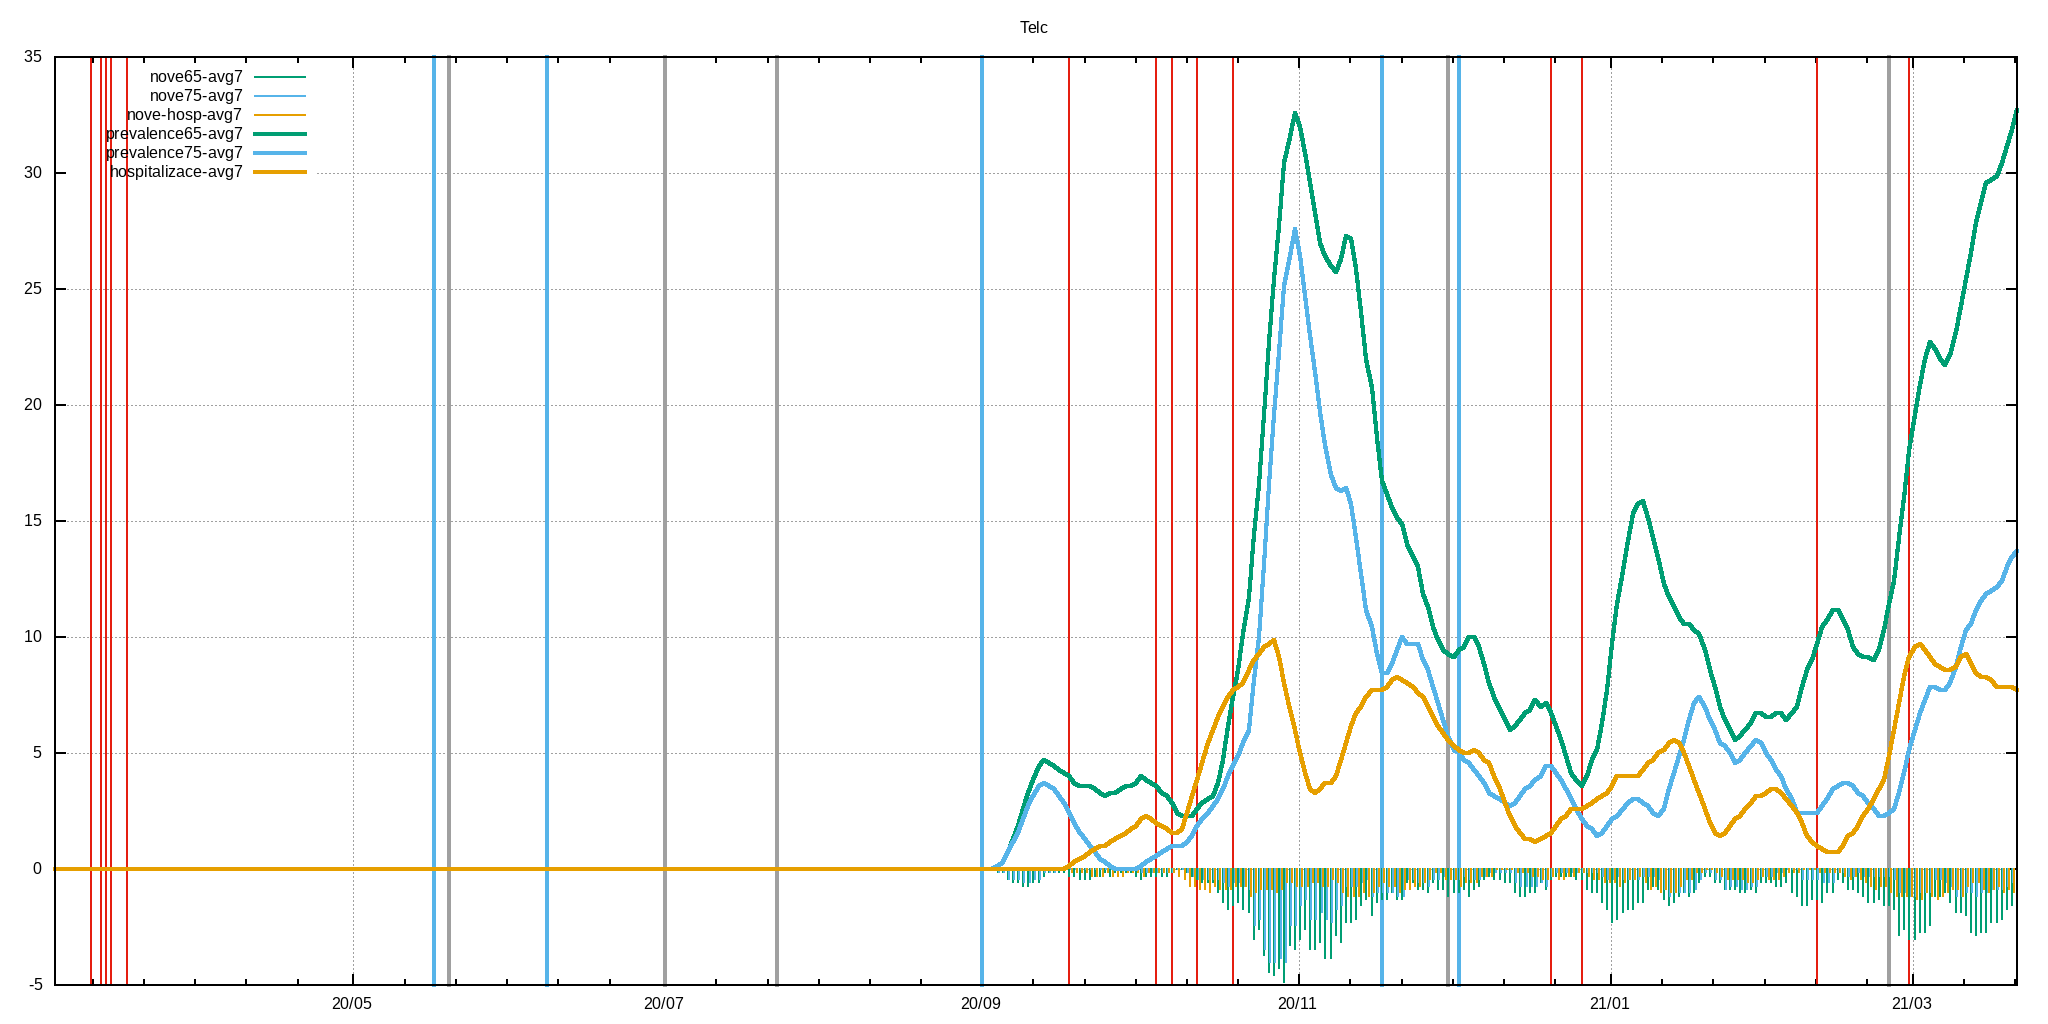 Telc
35
nove65-avg7
nove75-avg7
nove-hosp-avg7
prevalence65-avg7
prevalence75-avg7
hospitalizace-avg7
30
25
20
15
10
5
0
-5
20/05
20/07
20/09
20/11
21/01
21/03